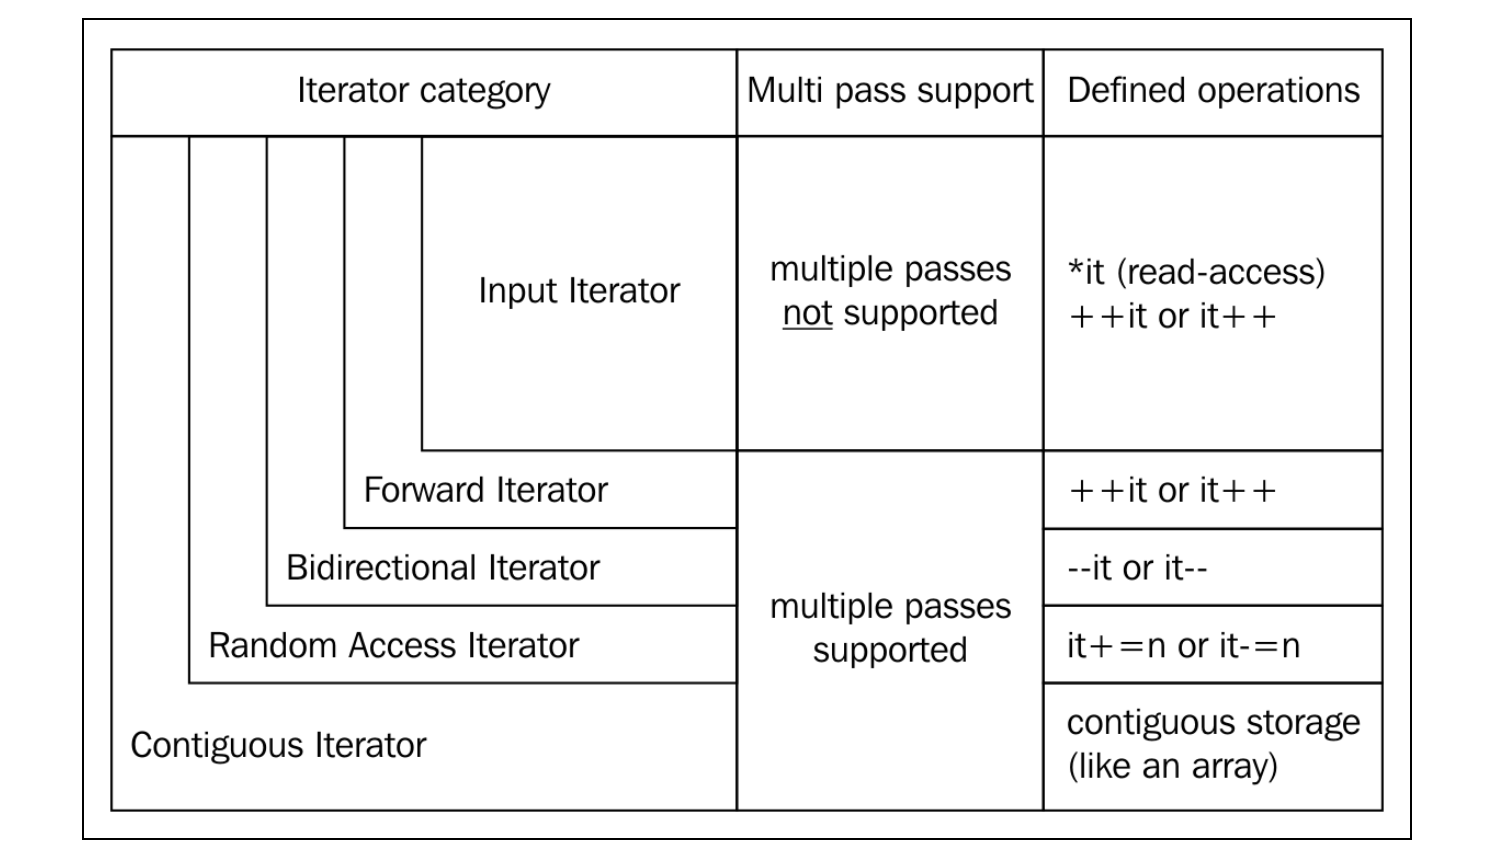 Iterator category
Multi pass support
Defined operations
Input Iterator
multiple passes
not supported
*it (read-access)
++it or it++
Forward Iterator
++it or it++
Bidirectional Iterator
--it or it--
Random Access Iterator
multiple passes
supported
it+=n or it-=n
Contiguous Iterator
contiguous storage
(like an array)